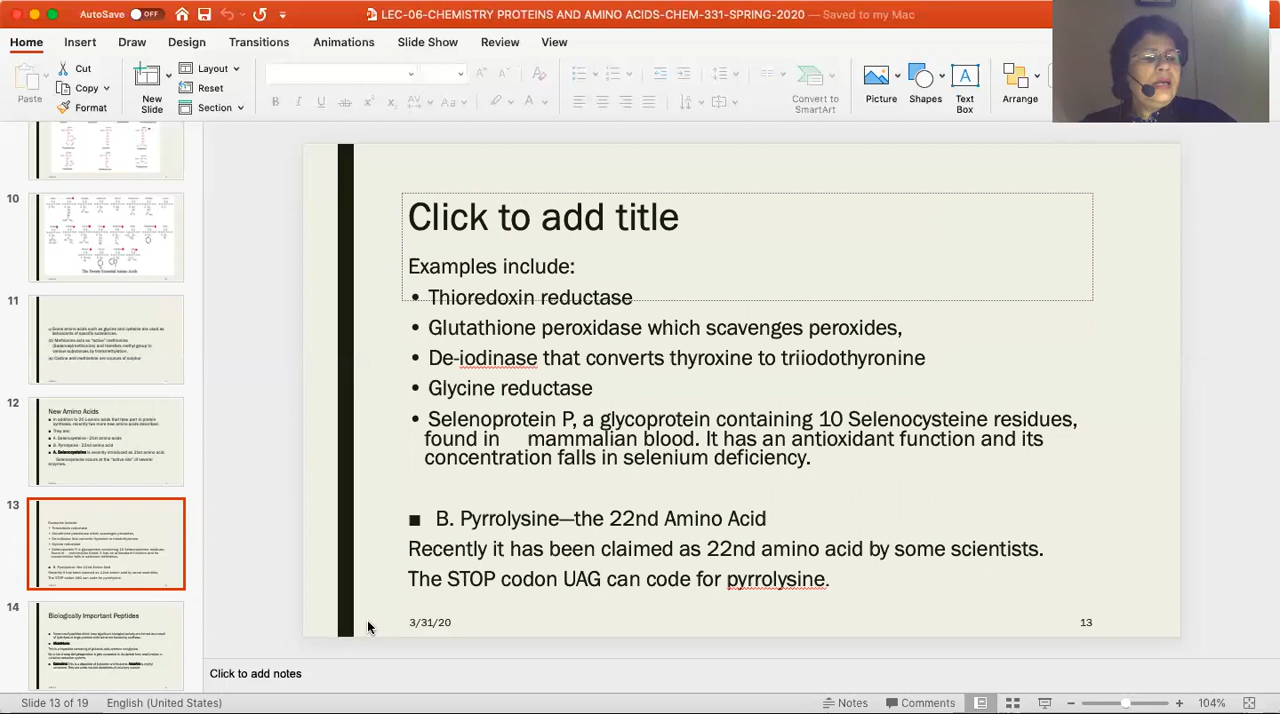 AutoSave OFF
LEC-06-CHEMISTRY PROTEINS AND AMINO ACIDS-CHEM-331-SPRING-2020 — Saved to my Mac
Home Insert Draw Design Transitions Animations Slide Show Review View
Paste
Cut
Copy
Format
New Slide
Layout
Reset
Section
Convert to SmartArt
Picture
Shapes
Text Box
Arrange
10
The Twenty Essential Amino Acids
11
12
New Amino Acids
13
14
Biologically Important Peptides
Click to add title
Examples include:
• Thioredoxin reductase
• Glutathione peroxidase which scavenges peroxides,
• De-iodinase that converts thyroxine to triiodothyronine
• Glycine reductase
• Selenoprotein P, a glycoprotein containing 10 Selenocysteine residues,
found in mammalian blood. It has an antioxidant function and its
concentration falls in selenium deficiency.
■ B. Pyrrolysine—the 22nd Amino Acid
Recently it has been claimed as 22nd amino acid by some scientists.
The STOP codon UAG can code for pyrrolysine.
3/31/20 13
Click to add notes
Slide 13 of 19 English (United States) Notes Comments 104%